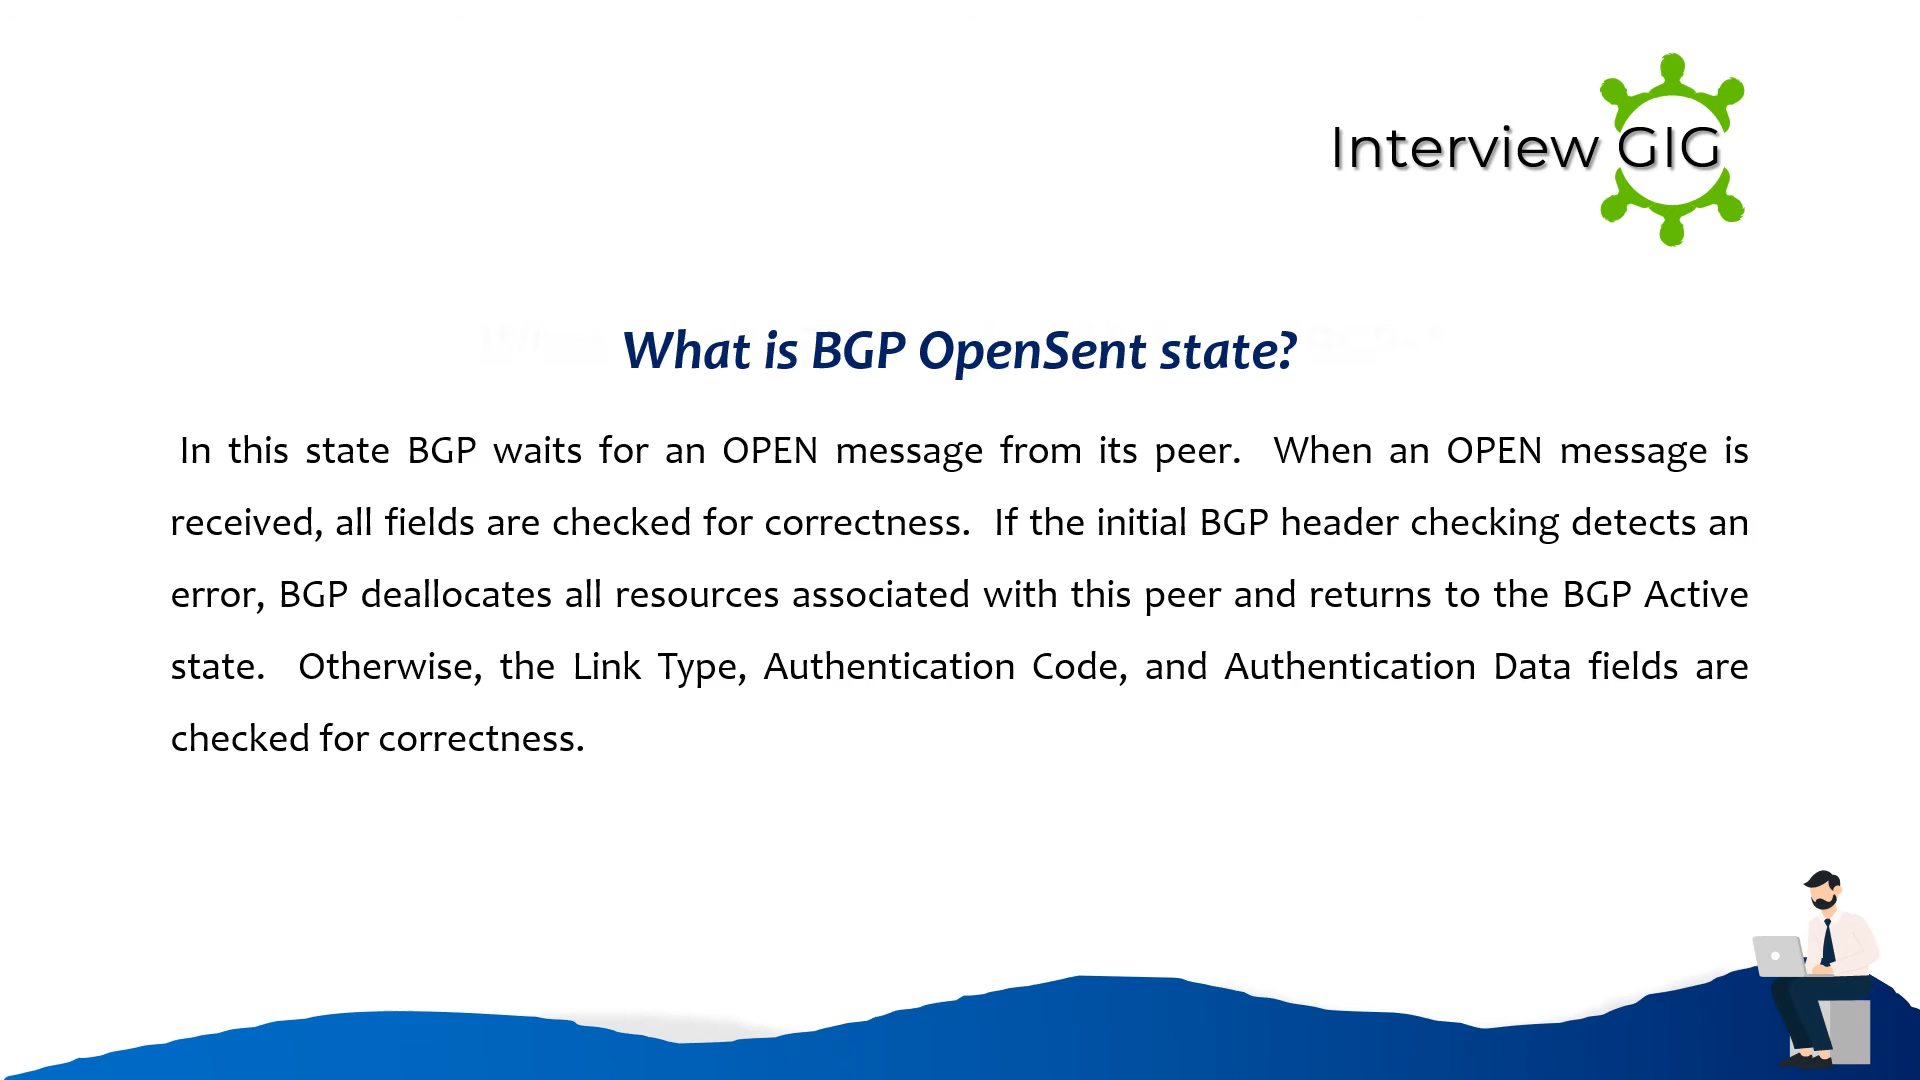 Interview GIG
What is BGP OpenSent state?
In this state BGP waits for an OPEN message from its peer. When an OPEN message is
received, all fields are checked for correctness. If the initial BGP header checking detects an
error, BGP deallocates all resources associated with this peer and returns to the BGP Active
state. Otherwise, the Link Type, Authentication Code, and Authentication Data fields are
checked for correctness.